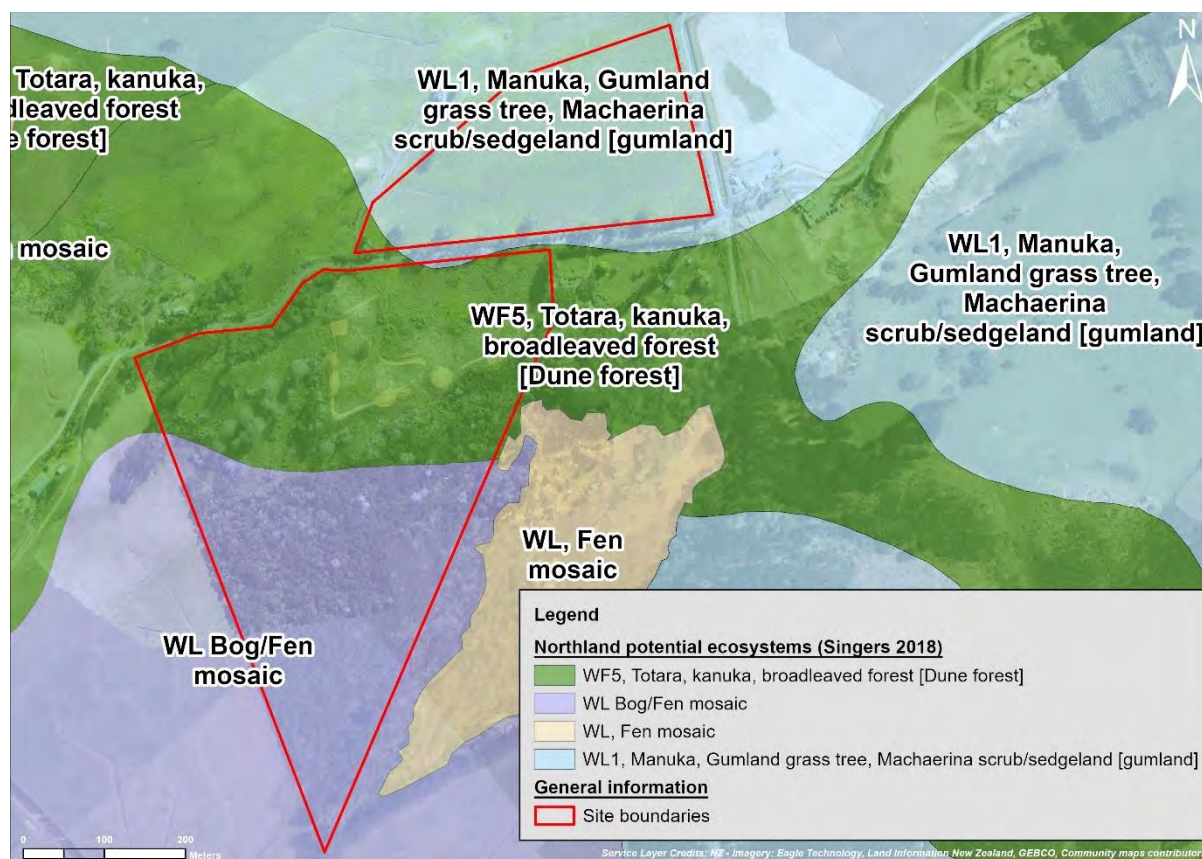 N
Totara, kanuka,
dleaved forest
e forest]
WL1, Manuka, Gumland
grass tree, Machaerina
scrub/sedgeland [gumland]
mosaic
WL1, Manuka,
Gumland grass tree,
Machaerina
scrub/sedgeland [gumland]
WF5, Totara, kanuka,
broadleaved forest
[Dune forest]
WL, Fen
mosaic
WL Bog/Fen
mosaic
Legend
Northland potential ecosystems (Singers 2018)
WF5, Totara, kanuka, broadleaved forest [Dune forest]
WL Bog/Fen mosaic
WL, Fen mosaic
WL1, Manuka, Gumland grass tree, Machaerina scrub/sedgeland [gumland]
General information
Site boundaries
0 100 200
Meters
Service Layer Credits: NZ - Imagery: Eagle Technology, Land Information New Zealand, GEBCO, Community maps contributor